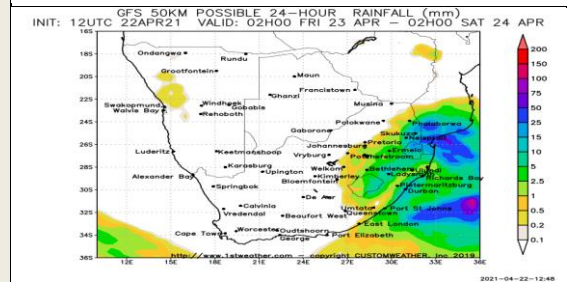 GFS 50KM POSSIBLE 24-HOUR RAINFALL (mm)
INIT: 12UTC 22APR21 VALID: 02H00 FRI 23 APR - 02H00 SAT 24 APR
16S
Ondangwa
Rundu
18S
Grootfontein
Maun
20S
Francistown
Ghanzi
22S
Swakopmund
Windhoek
Gobabis
Musina
Walvis Bay
Rehoboth
Polokwane
Phalaborwa
24S
Gaborone
Skukuza
Pretoria
Nelspruit
Johannesburg
Ermelo
26S
Luderitz
Keetmanshoop
Vryburg
Potchefstroom
Karasburg
Welkom
Bethlehem
Ulundi
28S
Alexander Bay
Upington
Kimberley
Ladysmith
Richards Bay
Bloemfontein
Pietermaritzburg
Springbok
Durban
30S
De Aar
Calvinia
Umtata
Port St Johns
32S
Vredendal
Beaufort West
Queenstown
East London
Cape Town
Worcester
Oudtshoorn
34S
George
Port Elizabeth
http://www.1stweather.com - copyright CUSTOMWEATHER, inc 2019
36S
12E 15E 18E 21E 24E 27E 30E 33E 36E
200
150
100
75
50
25
15
10
5
2.5
1
0.5
0.2
0.1
2021-04-22-12:48